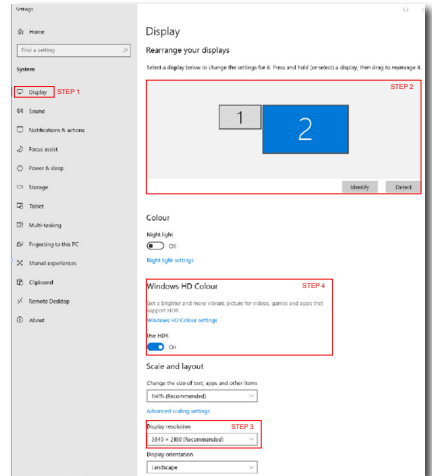 Settings
Home
Find a setting
System
Display STEP 1
Sound
Notifications & actions
Focus assist
Power & sleep
Storage
Tablet
Multi-tasking
Projecting to this PC
Shared experiences
Clipboard
Remote Desktop
About
Display
Rearrange your displays
Select a display below to change the settings for it. Press and hold (or select) a display, then drag to rearrange it.
STEP 2
1
2
Identify Detect
Colour
Night light
Off
Night light settings
Windows HD Colour STEP 4
Get a brighter and more vibrant picture for videos, games and apps that
support HDR.
Windows HD Colour settings
Use HDR
On
Scale and layout
Change the size of text, apps and other items
(Recommended)
Advanced scaling settings
Display resolution STEP 3
3840 × 2160 (Recommended)
Display orientation
Landscape